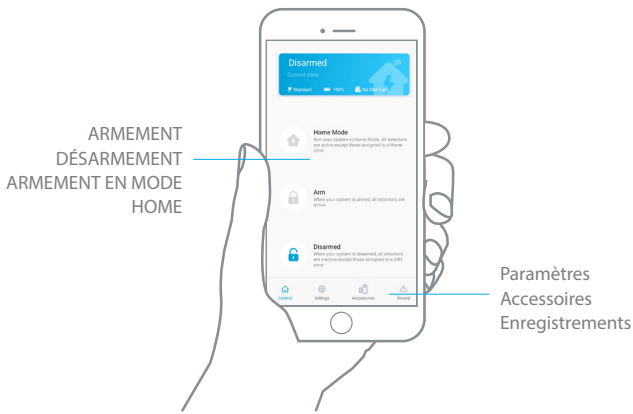 Disarmed
Current state
Standard 100% No SIM Card
Home Mode
Arm your system in Home Mode. All detectors
are active except those assigned to a Home
zone.
ARMEMENT
DÉSARMEMENT
ARMEMENT EN MODE
HOME
Arm
When your system is armed, all detectors are
active
Disarmed
When your system is disarmed, all detectors
are inactive except those assigned to a 24H
zone.
Control Settings Accessories Record
Paramètres
Accessoires
Enregistrements